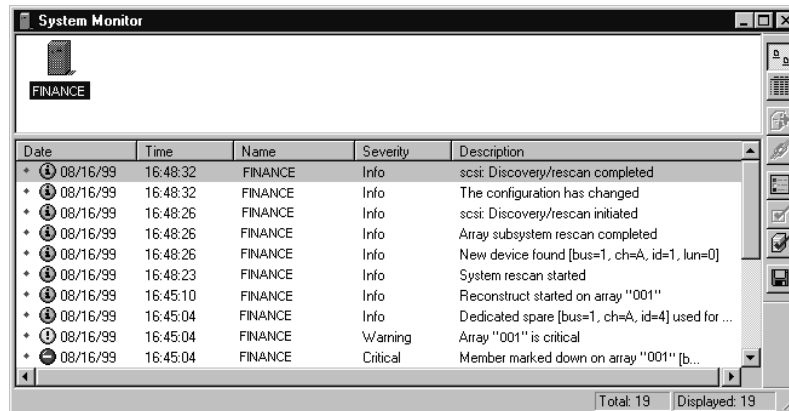 System Monitor
FINANCE
Date Time Name Severity Description
08/16/99 16:48:32 FINANCE Info scsi: Discovery/rescan completed
08/16/99 16:48:32 FINANCE Info The configuration has changed
08/16/99 16:48:26 FINANCE Info scsi: Discovery/rescan initiated
08/16/99 16:48:26 FINANCE Info Array subsystem rescan completed
08/16/99 16:48:26 FINANCE Info New device found [bus=1, ch=A, id=1, lun=0]
08/16/99 16:48:23 FINANCE Info System rescan started
08/16/99 16:45:10 FINANCE Info Reconstruct started on array "001"
08/16/99 16:45:04 FINANCE Info Dedicated spare [bus=1, ch=A, id=4] used for ...
08/16/99 16:45:04 FINANCE Warning Array "001" is critical
08/16/99 16:45:04 FINANCE Critical Member marked down on array "001" [b...
Total: 19 Displayed: 19